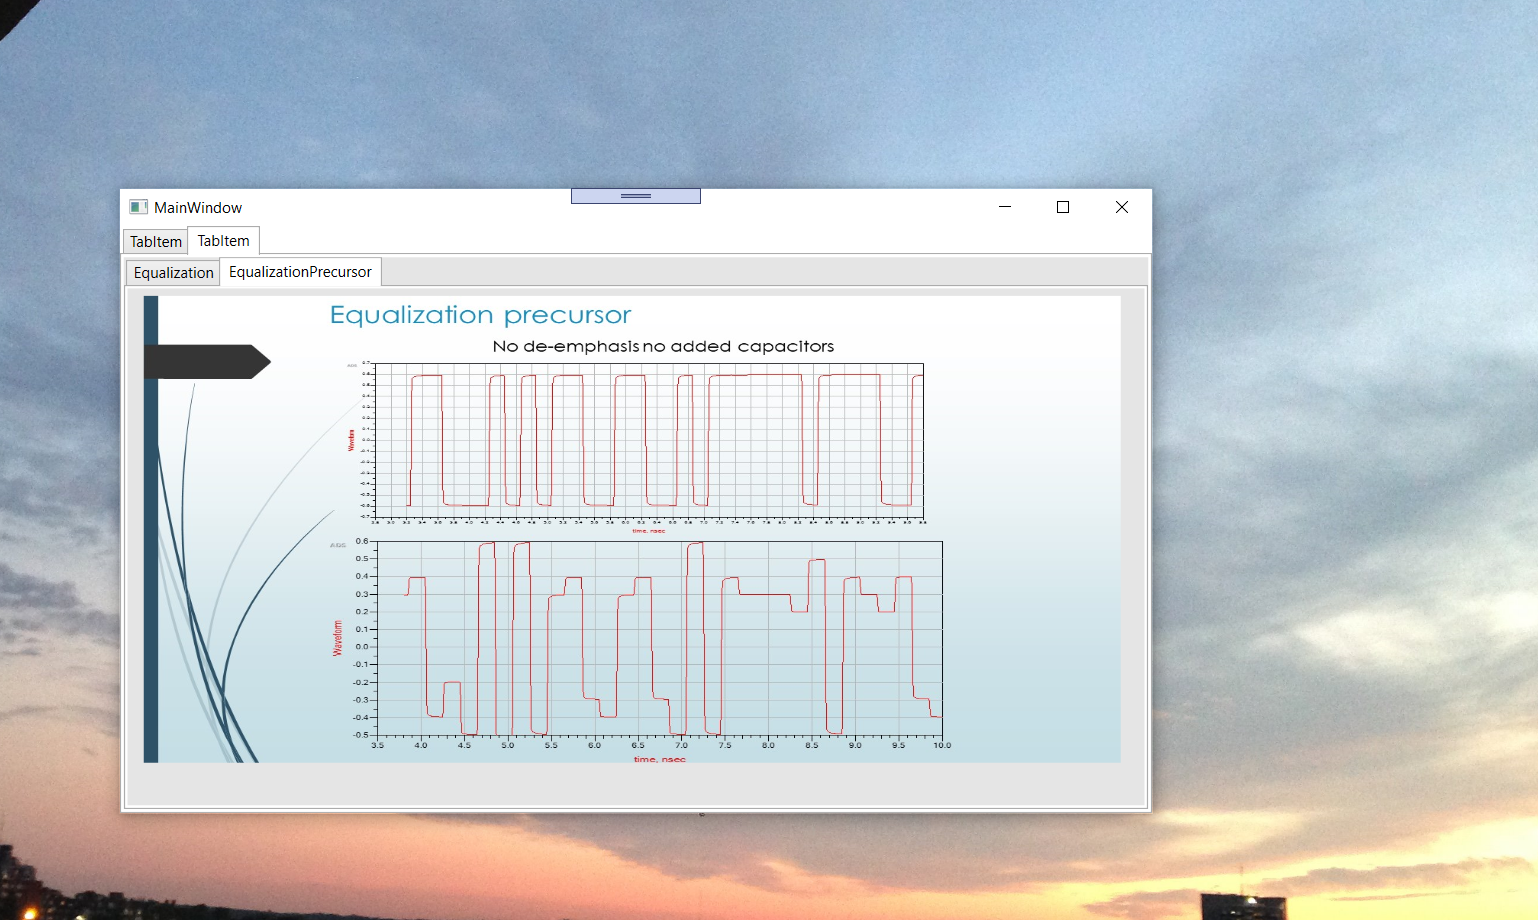 MainWindow
TabItem TabItem
Equalization EqualizationPrecursor
Equalization precursor
No de-emphasis no added capacitors
Waveform
time, nsec
ADS
0.6
0.5
0.4
0.3
0.2
0.1
0.0
-0.1
-0.2
-0.3
-0.4
-0.5
Waveform
3.5 4.0 4.5 5.0 5.5 6.0 6.5 7.0 7.5 8.0 8.5 9.0 9.5 10.0
time, nsec